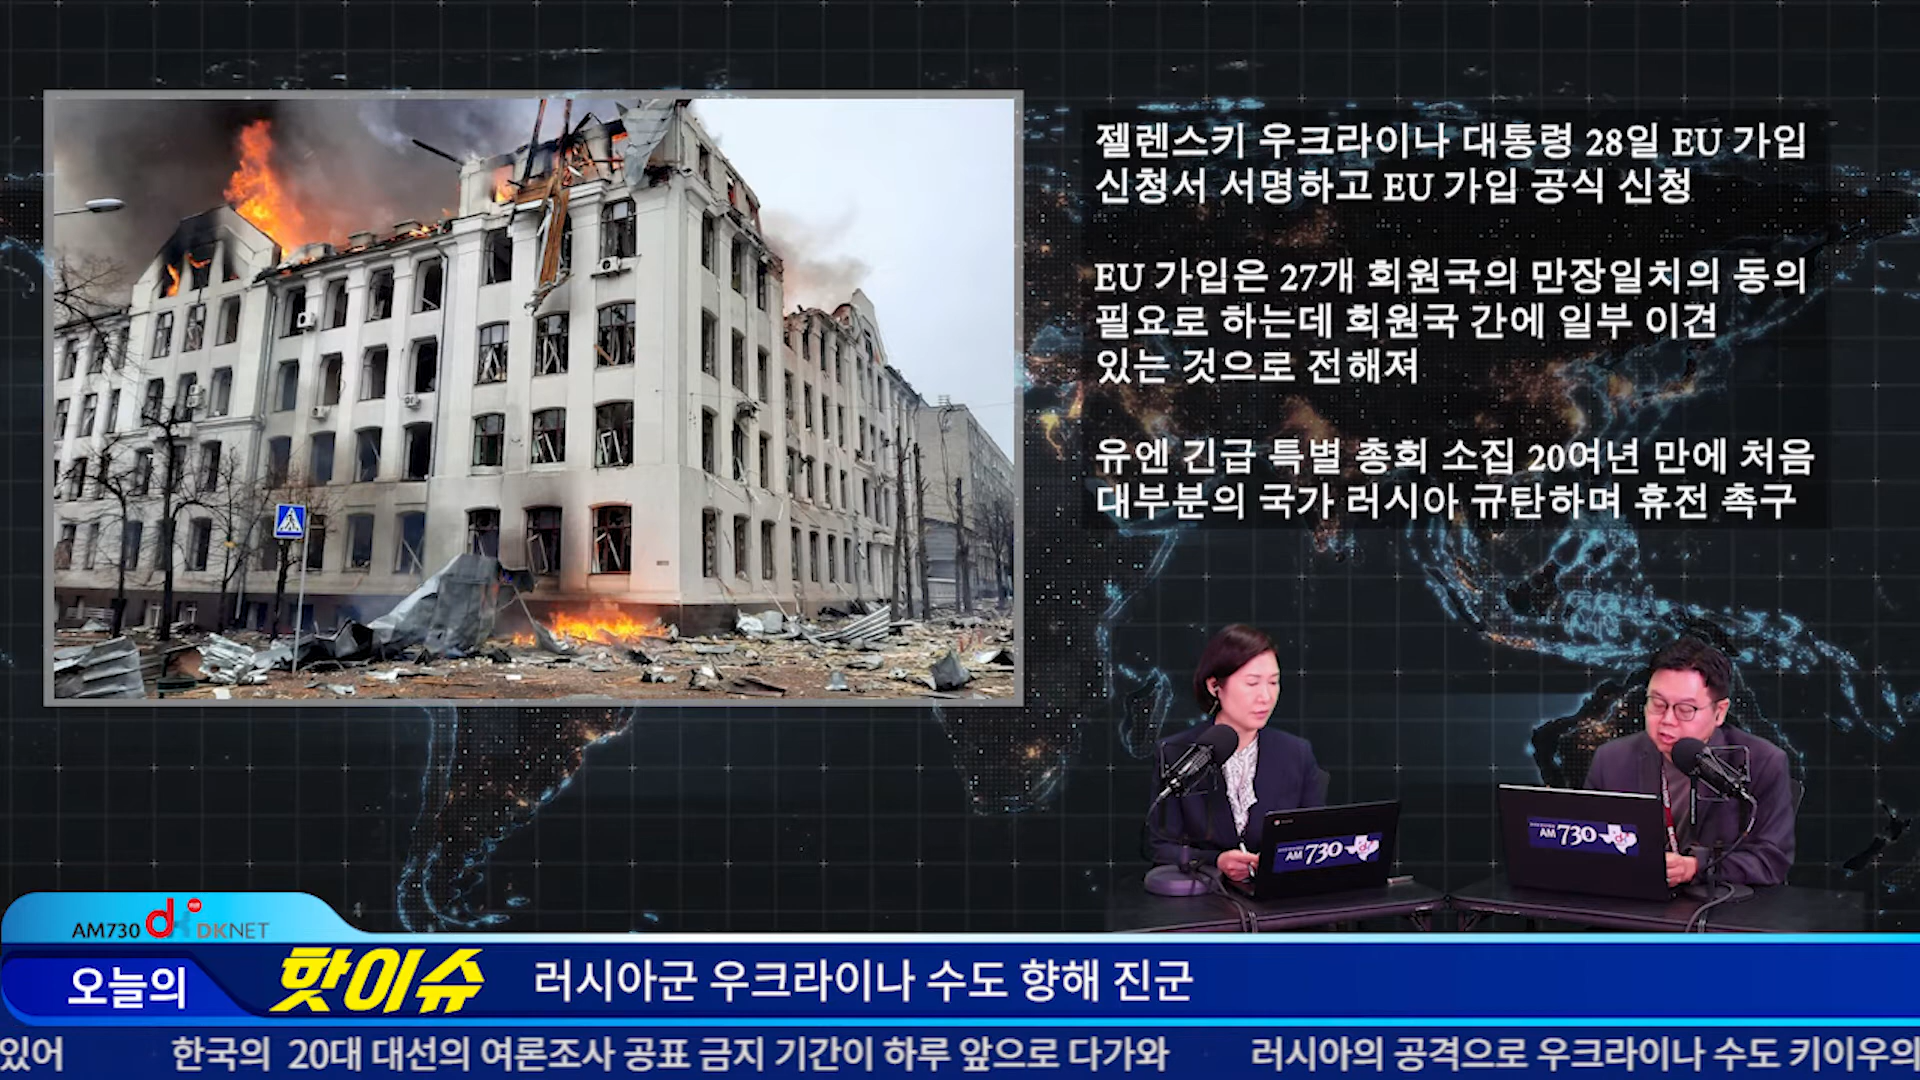 젤렌스키 우크라이나 대통령 28일 EU 가입
신청서 서명하고 EU 가입 공식 신청
EU 가입은 27개 회원국의 만장일치의 동의
필요로 하는데 회원국 간에 일부 이견
있는 것으로 전해져
유엔 긴급 특별 총회 소집 20여년 만에 처음
대부분의 국가 러시아 규탄하며 휴전 촉구
AM 730
AM 730
AM730 dk DKNET
오늘의 핫이슈 러시아군 우크라이나 수도 향해 진군
있어 한국의 20대 대선의 여론조사 공표 금지 기간이 하루 앞으로 다가와 러시아의 공격으로 우크라이나 수도 키이우의